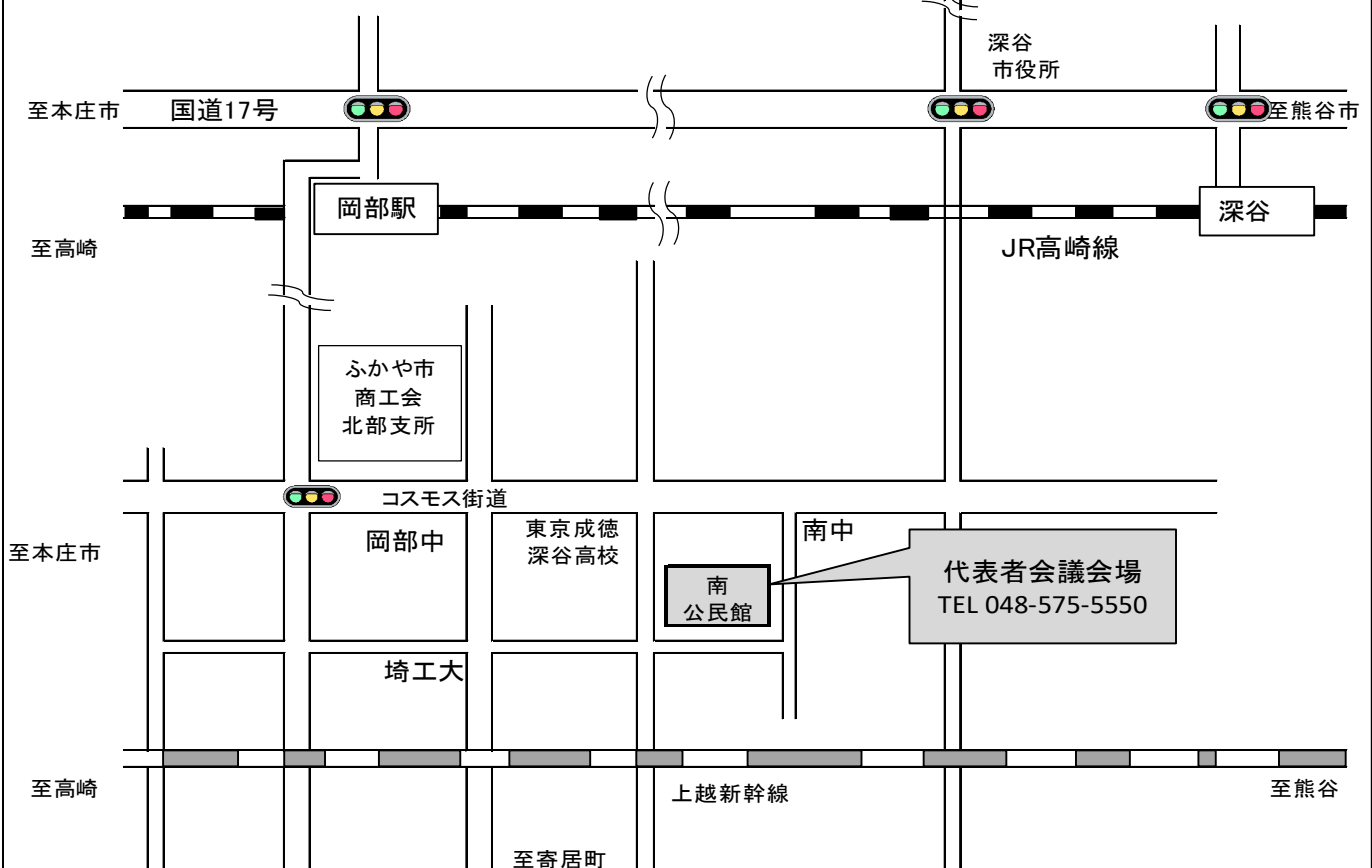 深谷
市役所
至本庄市
国道17号
至熊谷市
岡部駅
深谷
至高崎
JR高崎線
ふかや市
商工会
北部支所
コスモス街道
岡部中
東京成徳
深谷高校
南中
至本庄市
南
公民館
代表者会議会場
TEL 048-575-5550
埼工大
至高崎
上越新幹線
至熊谷
至寄居町